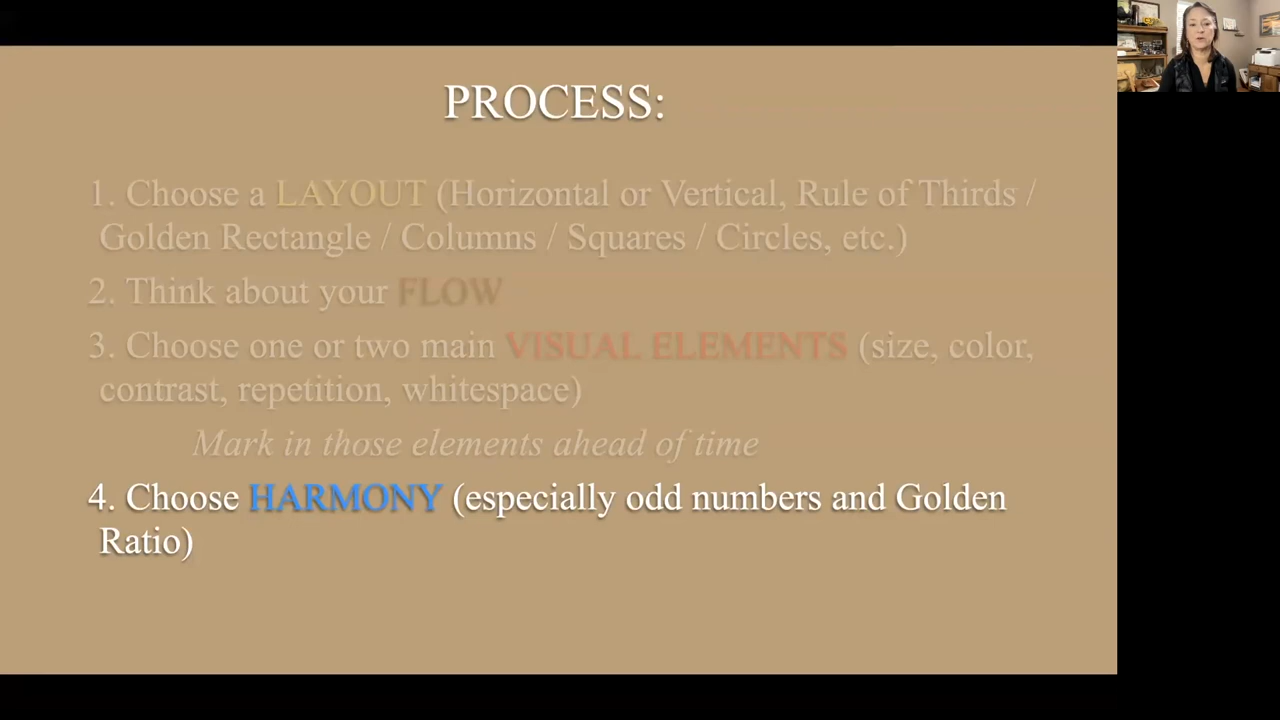 PROCESS:
1. Choose a LAYOUT (Horizontal or Vertical, Rule of Thirds /
Golden Rectangle / Columns / Squares / Circles, etc.)
2. Think about your FLOW
3. Choose one or two main VISUAL ELEMENTS (size, color,
contrast, repetition, whitespace)
Mark in those elements ahead of time
4. Choose HARMONY (especially odd numbers and Golden
Ratio)